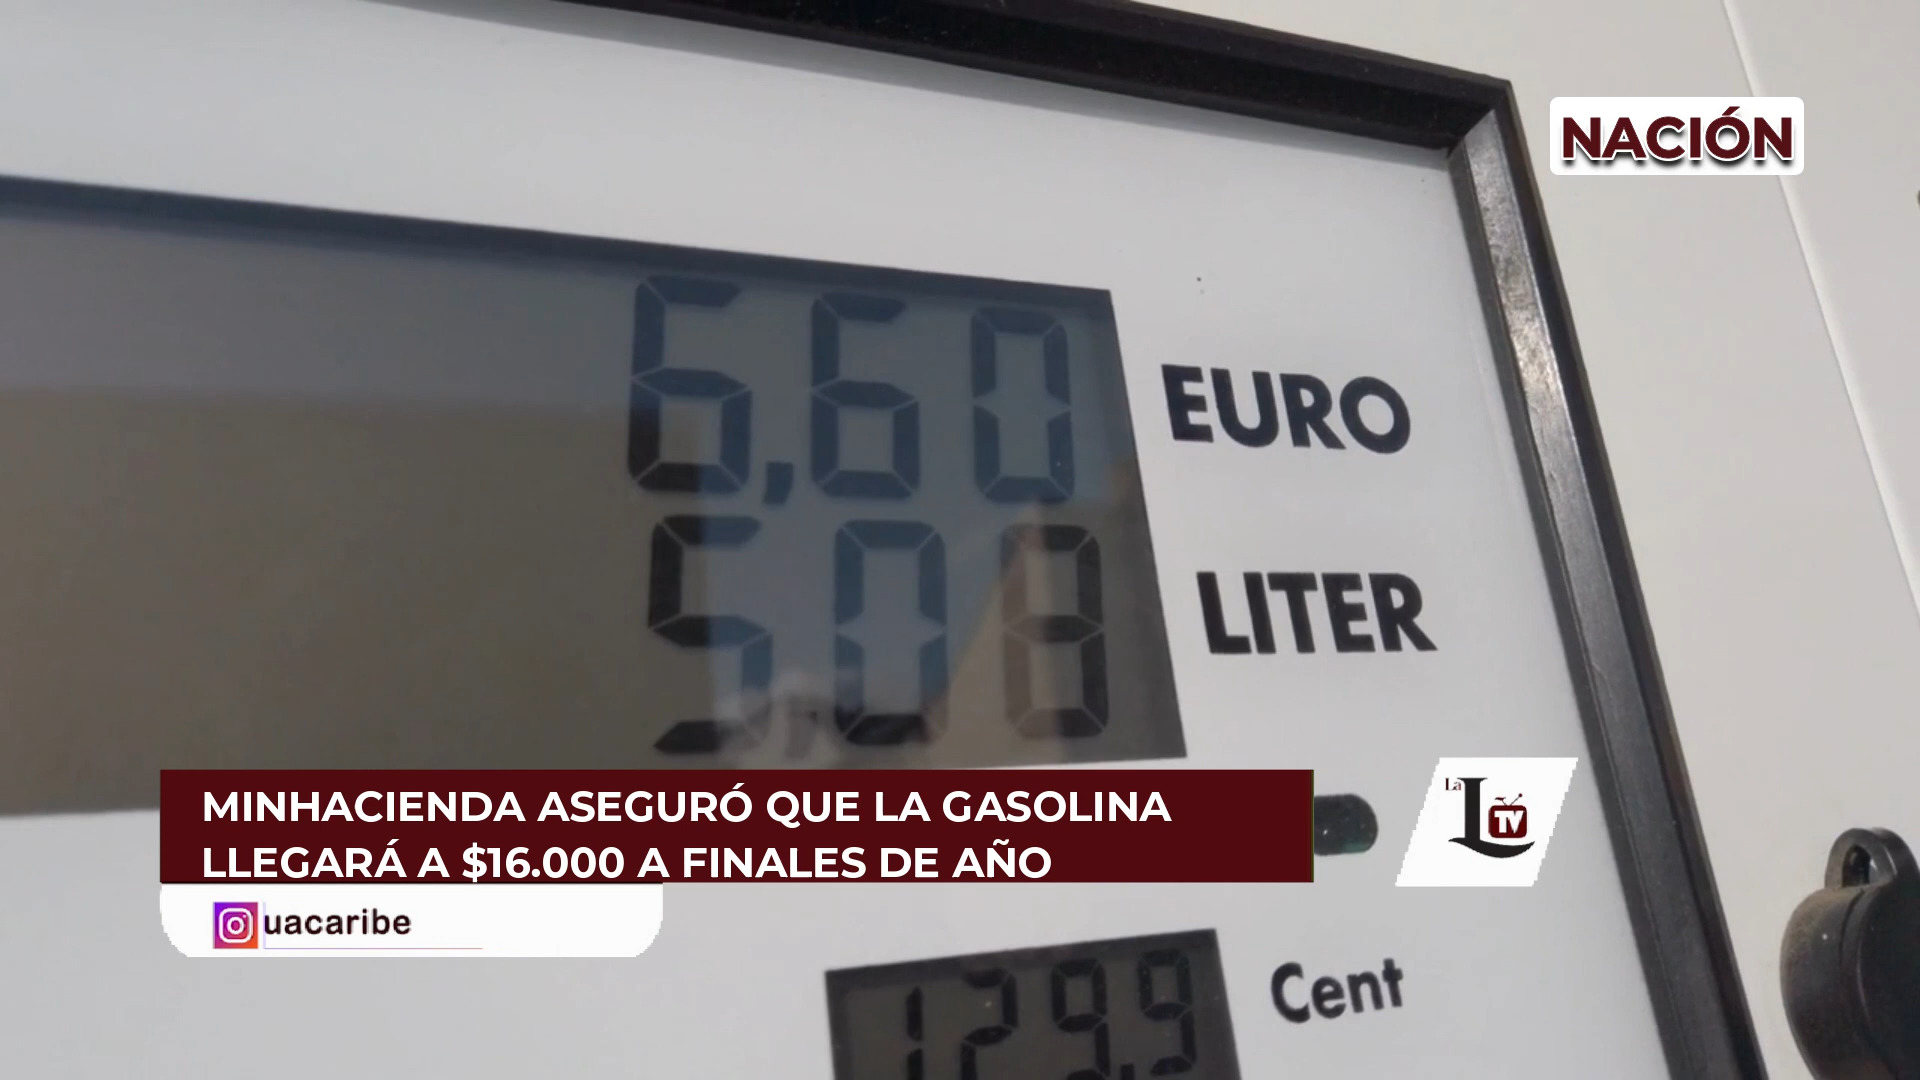 NACIÓN
6,60 EURO
5,08 LITER
MINHACIENDA ASEGURÓ QUE LA GASOLINA
LLEGARÁ A $16.000 A FINALES DE AÑO
La L TV
uacaribe
129,9 Cent